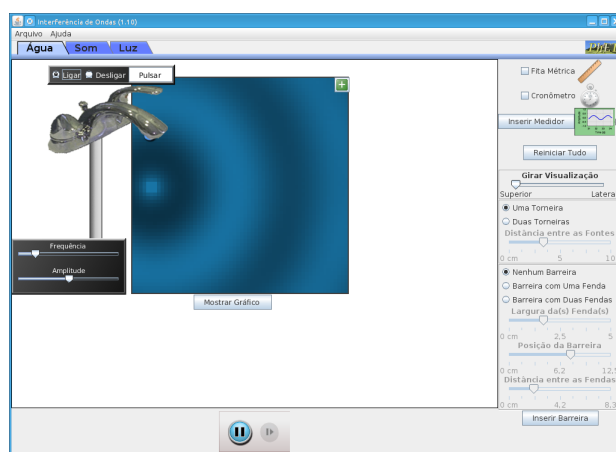 Interferência de Ondas (1.10)
Arquivo Ajuda
Água Som Luz
PhET
Ligar Desligar Pulsar
Fita Métrica
Cronômetro
Inserir Medidor
Reiniciar Tudo
Girar Visualização
Superior Latera
Uma Torneira
Duas Torneiras
Distância entre as Fontes
0 cm 5 10
Frequência
Amplitude
Nenhum Barreira
Barreira com Uma Fenda
Barreira com Duas Fendas
Largura da(s) Fenda(s)
0 cm 2,5 5
Mostrar Gráfico
Posição da Barreira
0 cm 6.2 12.5
Distância entre as Fendas
0 cm 4.2 8.3
Inserir Barreira